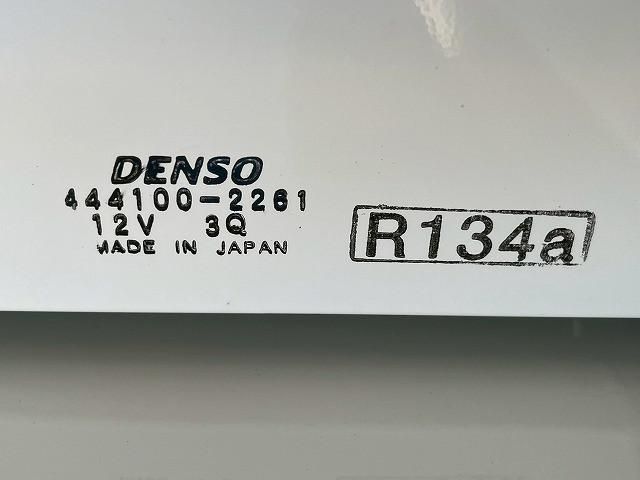 DENSO
444100-2261
12V 3Q
MADE IN JAPAN
R134a